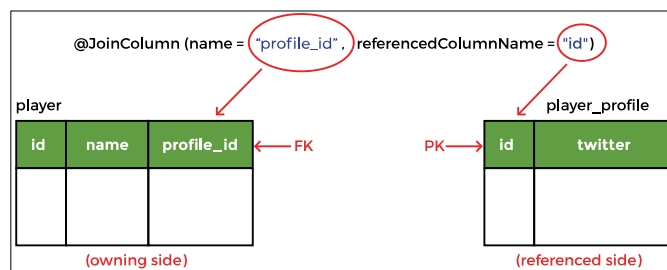 @JoinColumn (name = "profile_id", referencedColumnName = "id")
player
player_profile
id name profile_id
FK
PK
id twitter
(owning side)
(referenced side)